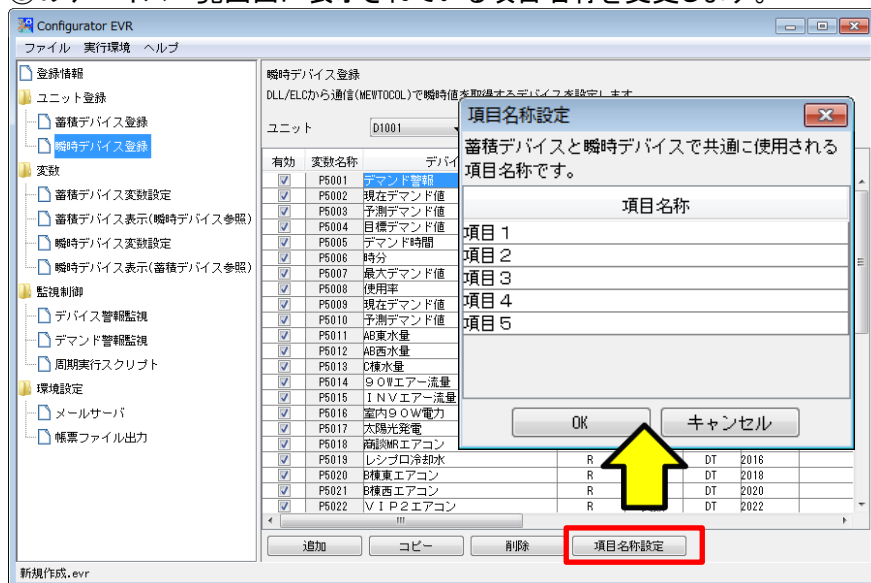 Configurator EVR
ファイル 実行環境 ヘルプ
登録情報
ユニット登録
蓄積デバイス登録
瞬時デバイス登録
変数
蓄積デバイス変数設定
蓄積デバイス表示(瞬時デバイス参照)
瞬時デバイス変数設定
瞬時デバイス表示(蓄積デバイス参照)
監視制御
デバイス警報監視
デマンド警報監視
周期実行スクリプト
環境設定
メールサーバ
帳票ファイル出力
瞬時デバイス登録
DLL/ELCから通信(MEWTOCOL)で瞬時値を取得するデバイスを設定します
ユニット D1001
有効 変数名称 デバイ
P5001 デマンド警報
P5002 現在デマンド値
P5003 予測デマンド値
P5004 目標デマンド値
P5005 デマンド時間
P5006 時分
P5007 最大デマンド値
P5008 使用率
P5009 現在デマンド値
P5010 予測デマンド値
P5011 AB東水量
P5012 AB西水量
P5013 C棟水量
P5014 90Wエアー流量
P5015 INVエアー流量
P5016 室内90W電力
P5017 太陽光発電
P5018 商談MRエアコン
P5019 レシプロ冷却水 R DT 2016
P5020 B棟東エアコン R DT 2018
P5021 B棟西エアコン R DT 2020
P5022 VIP2エアコン R DT 2022
追加 コピー 削除 項目名称設定
項目名称設定
蓄積デバイスと瞬時デバイスで共通に使用される
項目名称です。
項目名称
項目1
項目2
項目3
項目4
項目5
OK キャンセル
新規作成.evr